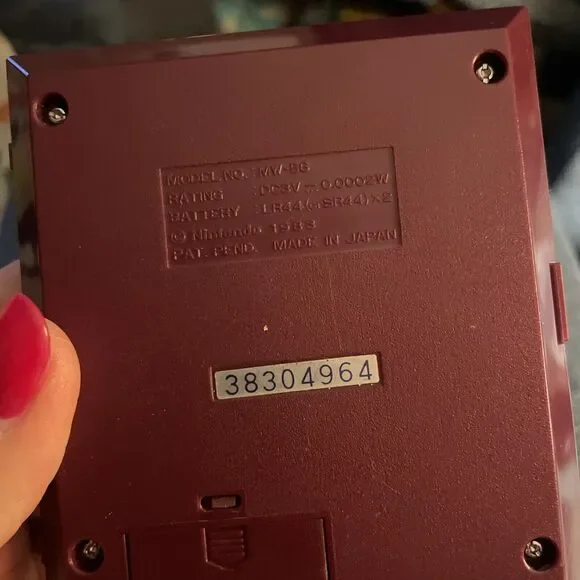 MODEL NO. : MW-56
RATING : DC3V ⎓ 0.0002W
BATTERY : LR44(orSR44)×2
© Nintendo 1983
PAT. PEND. MADE IN JAPAN
38304964